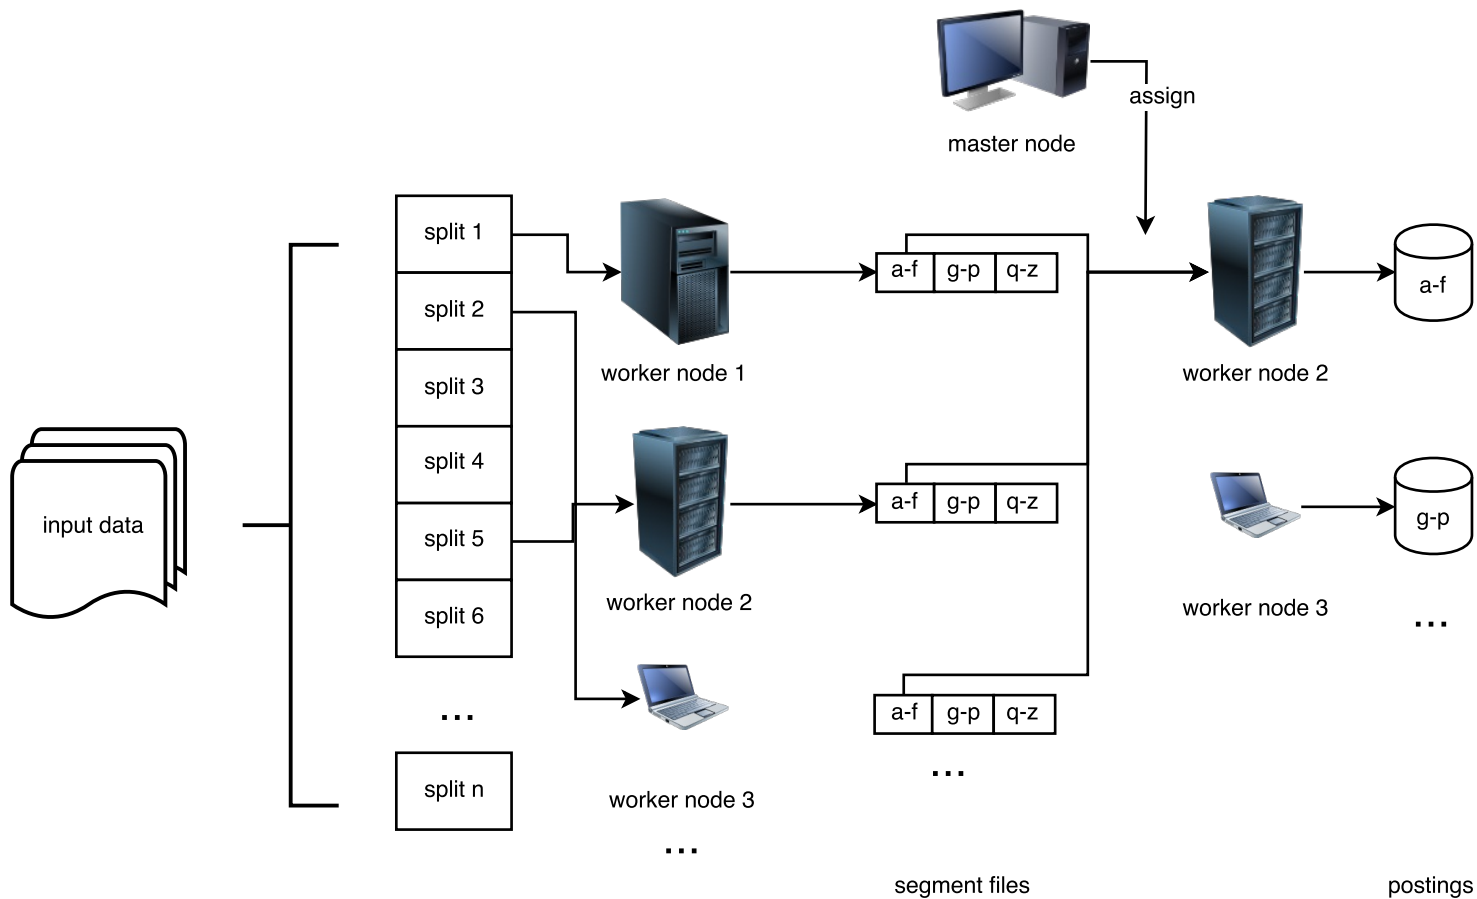 assign
master node
split 1
split 2
split 3
split 4
split 5
split 6
...
split n
input data
worker node 1
worker node 2
worker node 3
...
a-f g-p q-z
a-f g-p q-z
a-f g-p q-z
...
segment files
worker node 2
a-f
worker node 3
g-p
...
postings